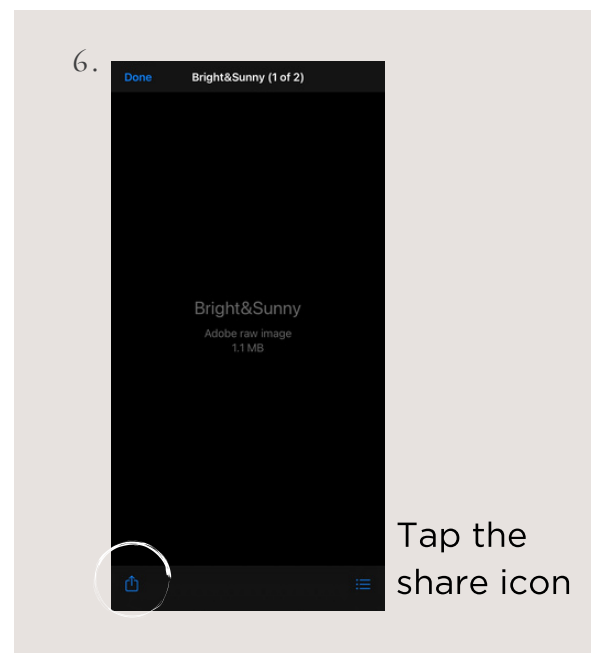 6.
Done Bright&Sunny (1 of 2)
Bright&Sunny
Adobe raw image
1.1 MB
Tap the
share icon